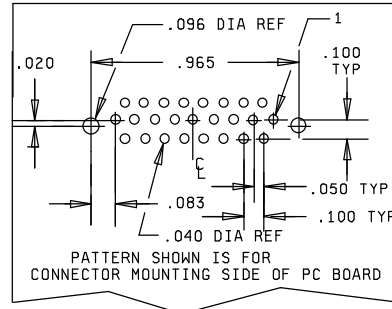 .096 DIA REF
1
.020
.965
.100
TYP
CL
.050 TYP
.083
.100 TYP
.040 DIA REF
PATTERN SHOWN IS FOR
CONNECTOR MOUNTING SIDE OF PC BOARD